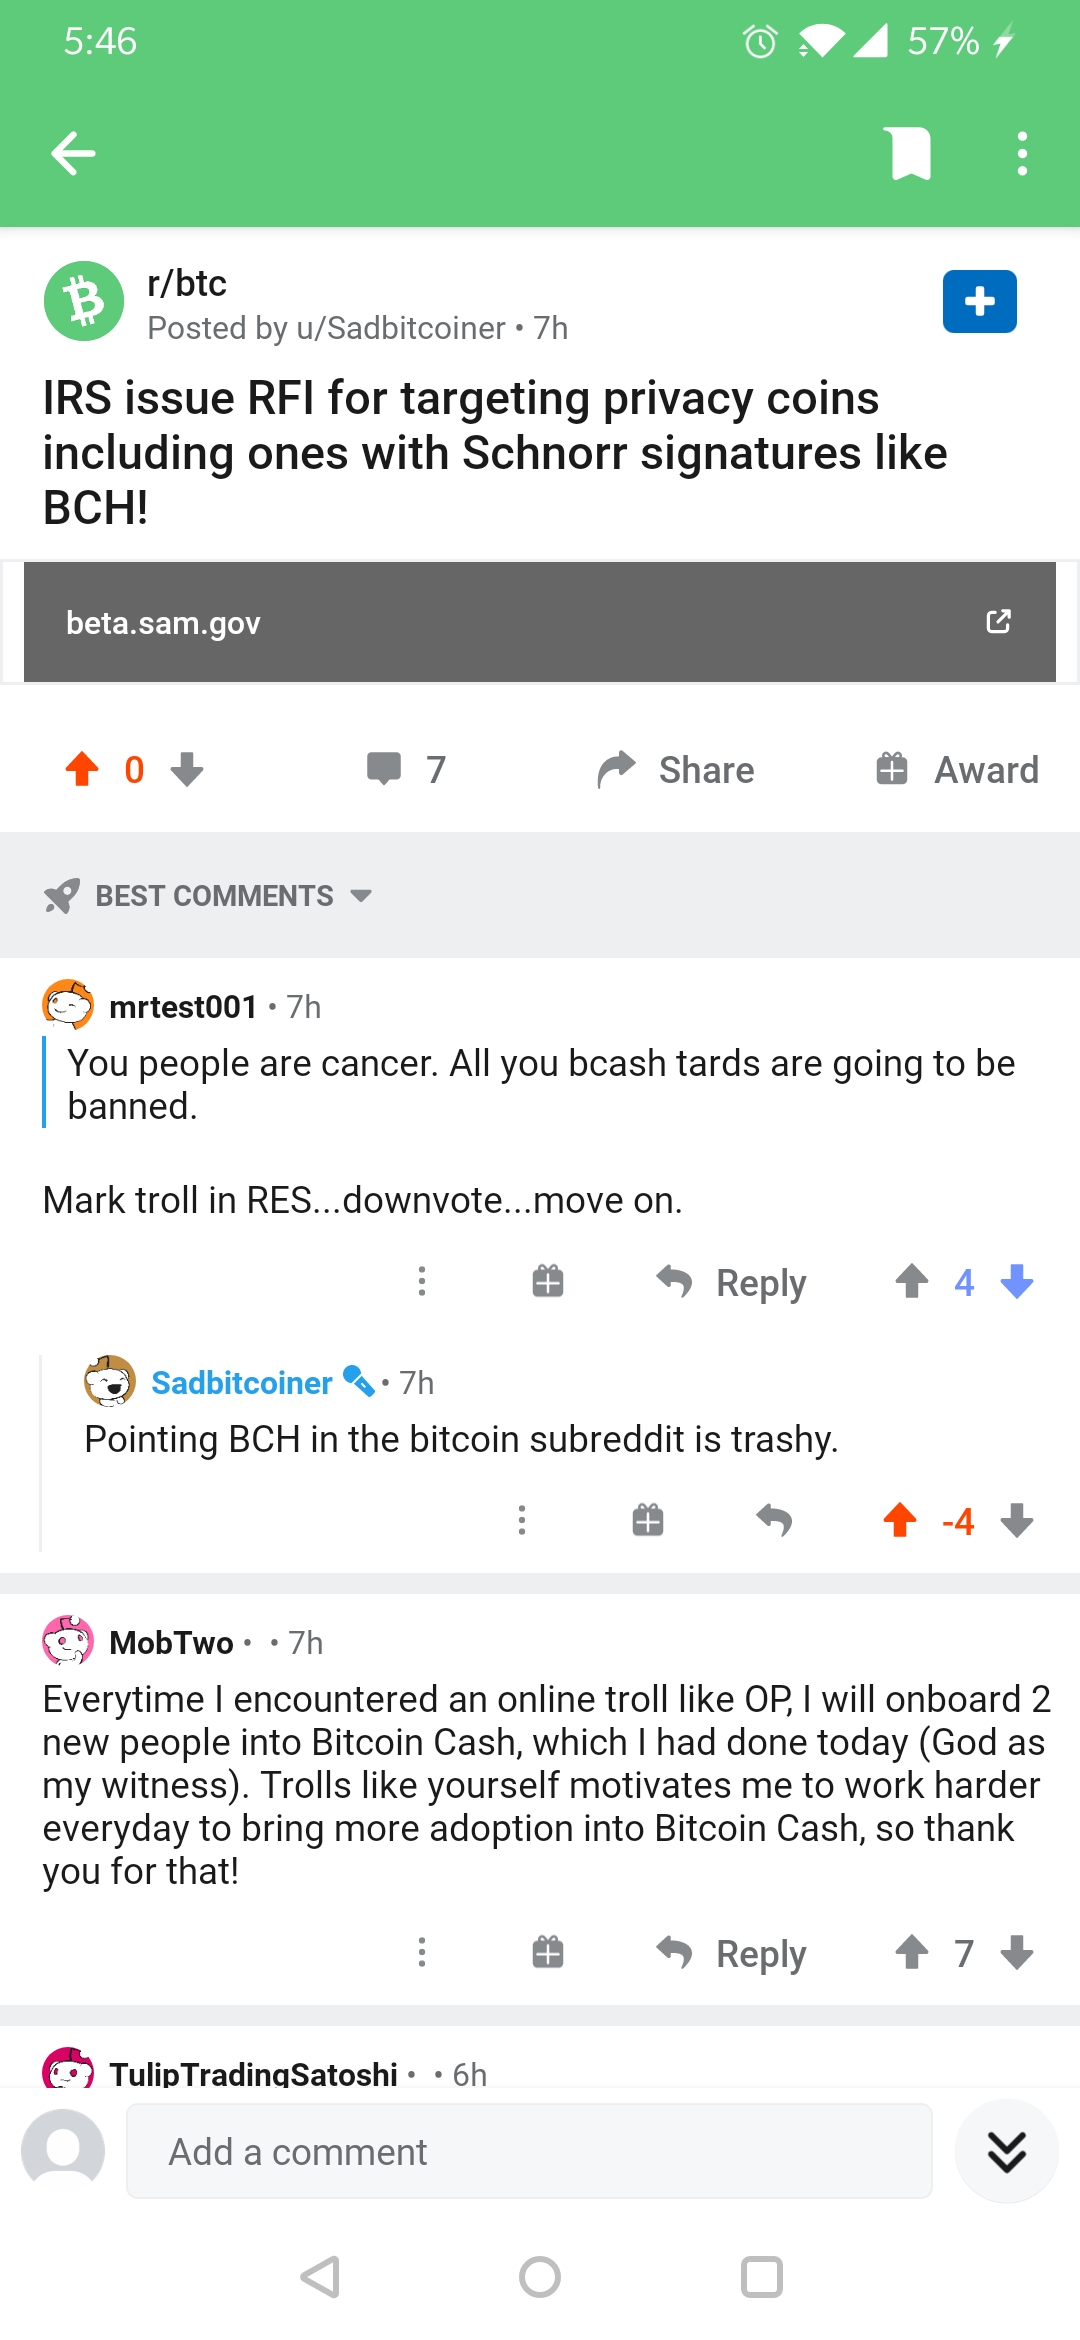 5:46
57%
r/btc
Posted by u/Sadbitcoiner • 7h
IRS issue RFI for targeting privacy coins
including ones with Schnorr signatures like
BCH!
beta.sam.gov
0
7
Share
Award
BEST COMMENTS
mrtest001 • 7h
You people are cancer. All you bcash tards are going to be
banned.
Mark troll in RES...downvote...move on.
Reply
4
Sadbitcoiner • 7h
Pointing BCH in the bitcoin subreddit is trashy.
-4
MobTwo • • 7h
Everytime I encountered an online troll like OP, I will onboard 2
new people into Bitcoin Cash, which I had done today (God as
my witness). Trolls like yourself motivates me to work harder
everyday to bring more adoption into Bitcoin Cash, so thank
you for that!
Reply
7
TulipTradingSatoshi • • 6h
Add a comment